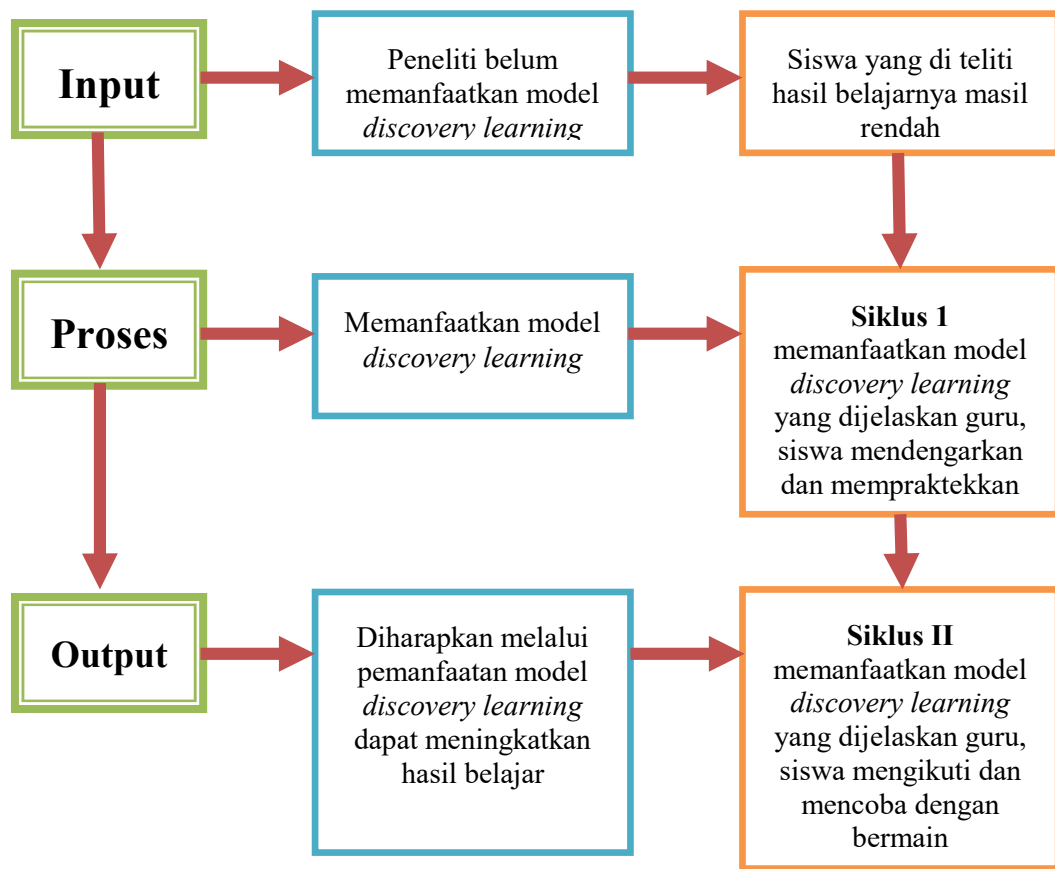 Input
Peneliti belum
memanfaatkan model
discovery learning
Siswa yang di teliti
hasil belajarnya masil
rendah
Proses
Memanfaatkan model
discovery learning
Siklus 1
memanfaatkan model
discovery learning
yang dijelaskan guru,
siswa mendengarkan
dan mempraktekkan
Output
Diharapkan melalui
pemanfaatan model
discovery learning
dapat meningkatkan
hasil belajar
Siklus II
memanfaatkan model
discovery learning
yang dijelaskan guru,
siswa mengikuti dan
mencoba dengan
bermain